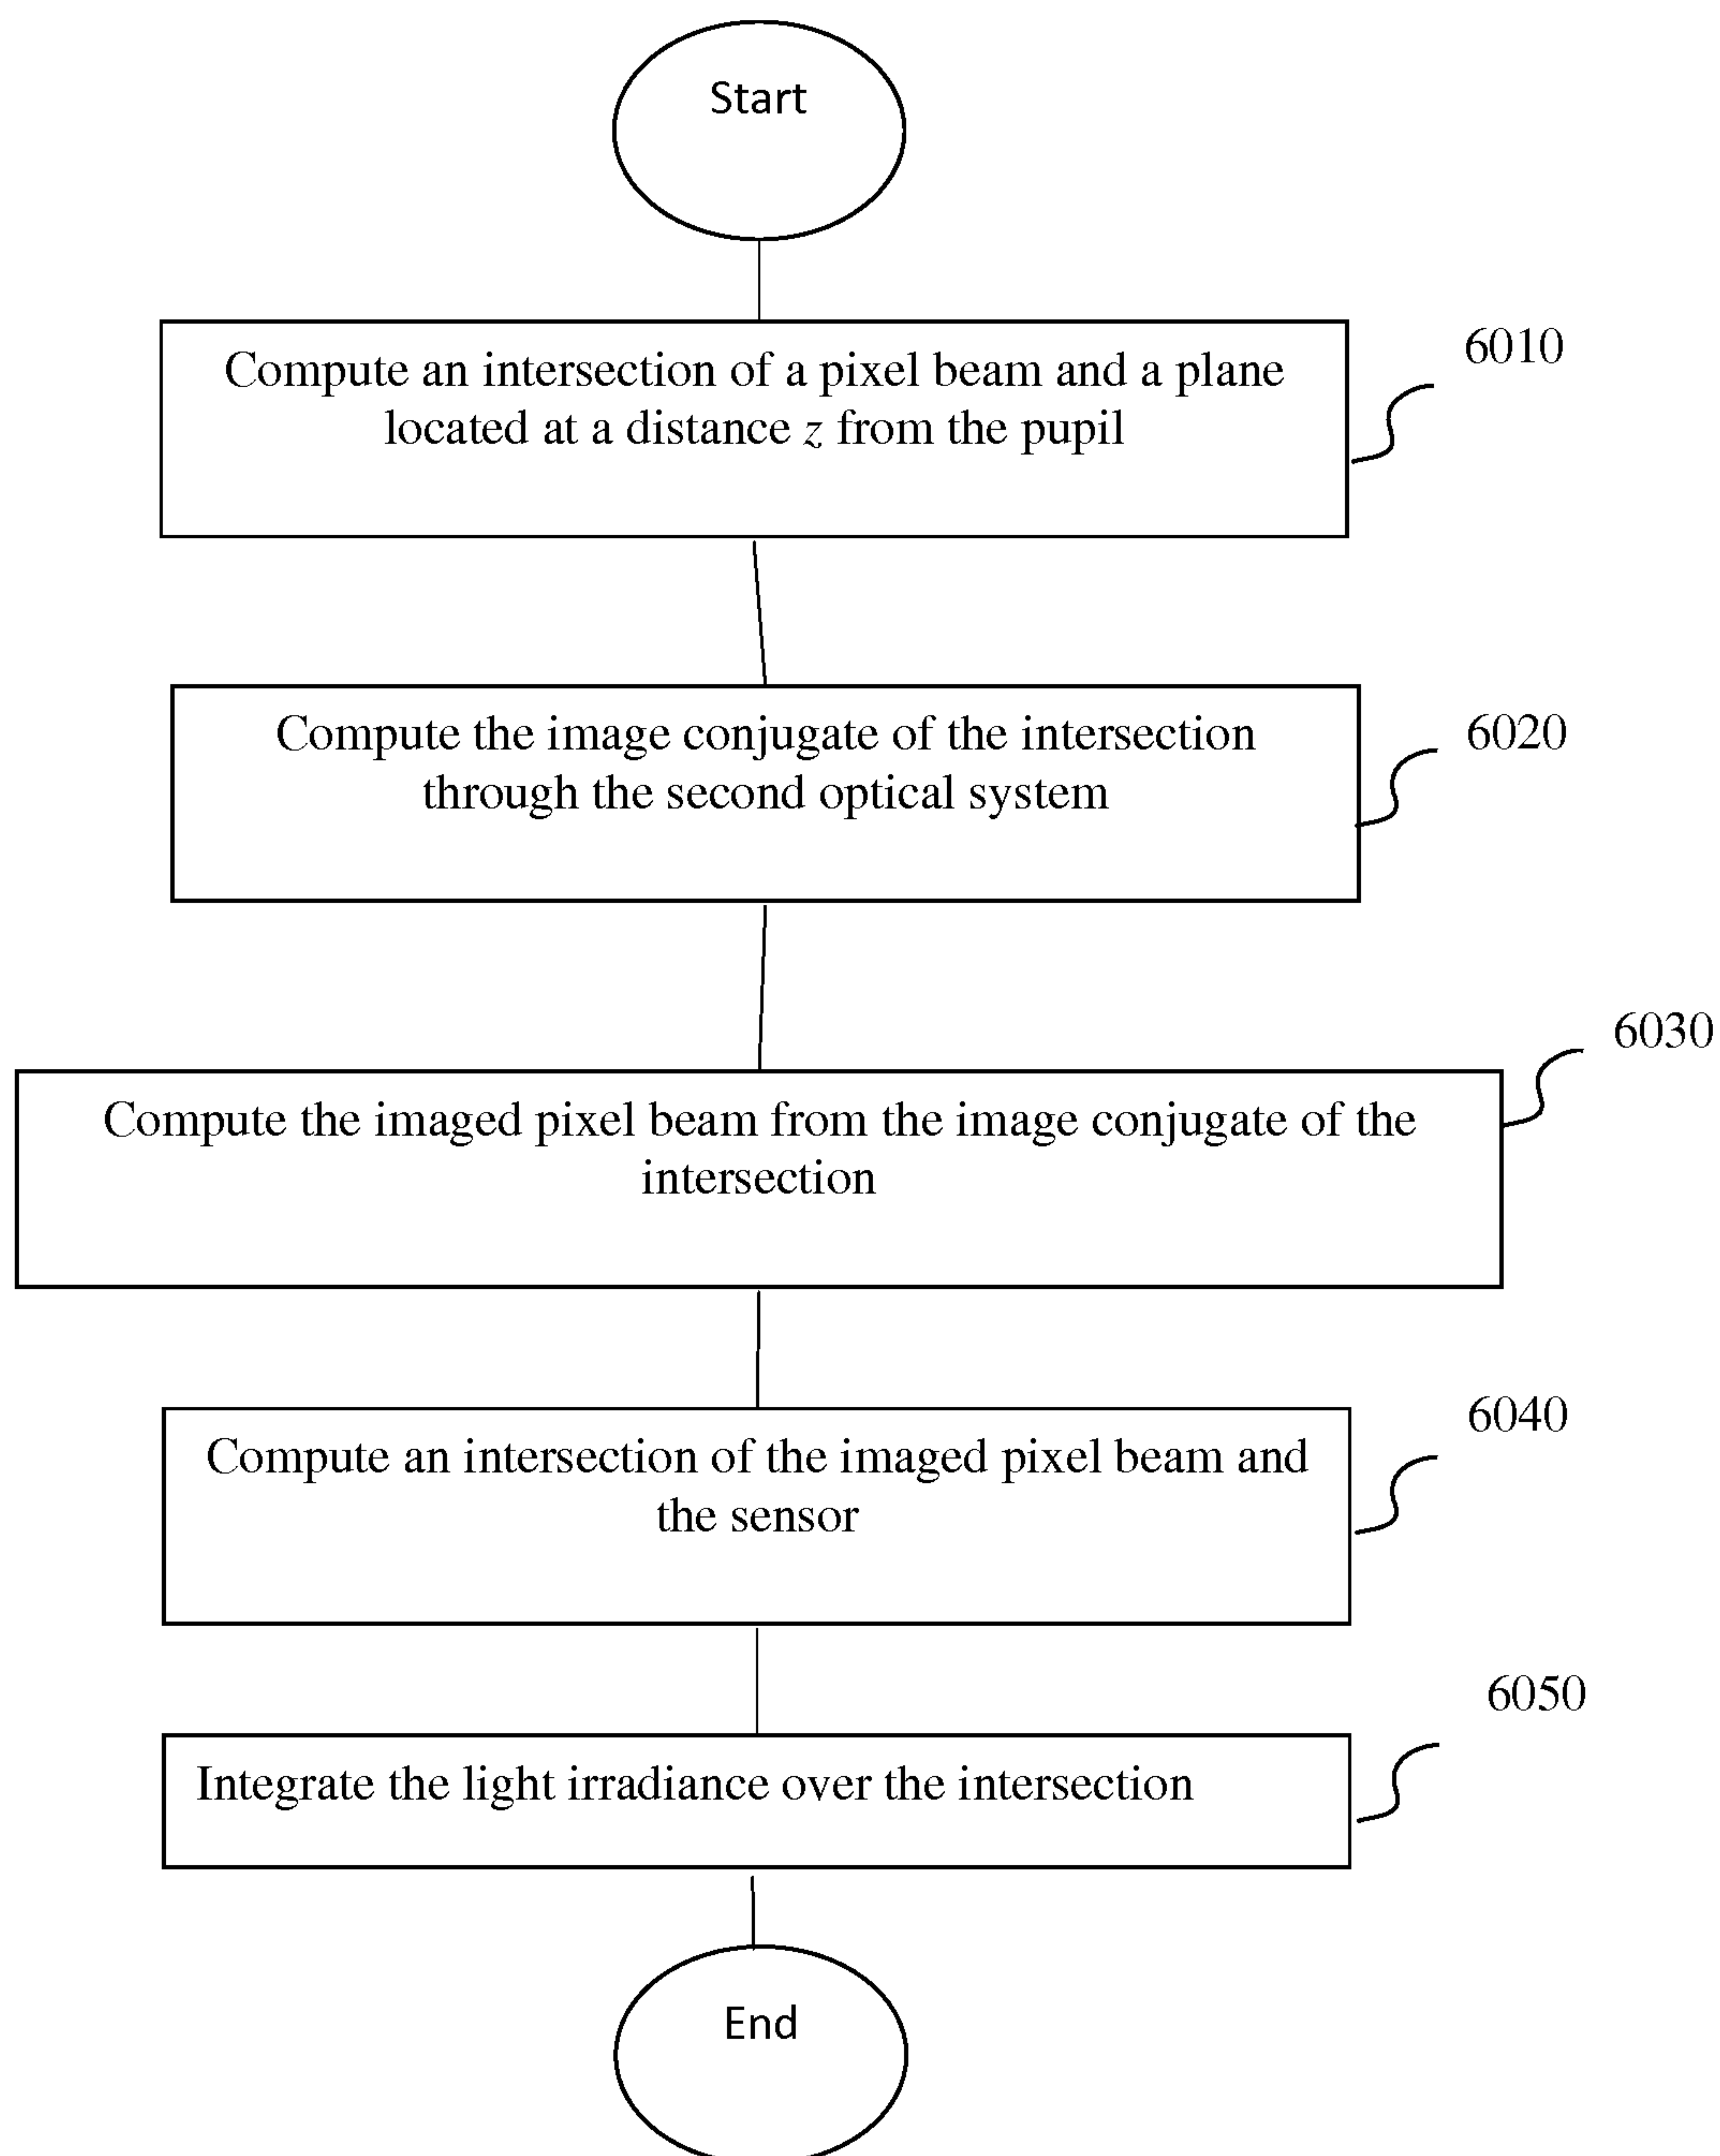 Start
Compute an intersection of a pixel beam and a plane
located at a distance z from the pupil
6010
Compute the image conjugate of the intersection
through the second optical system
6020
Compute the imaged pixel beam from the image conjugate of the
intersection
6030
Compute an intersection of the imaged pixel beam and
the sensor
6040
Integrate the light irradiance over the intersection
6050
End